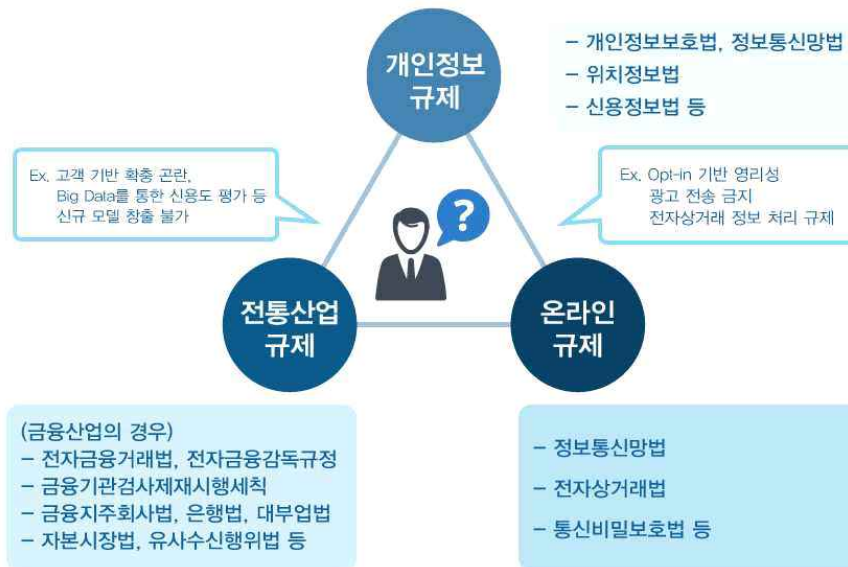 개인정보
규제
– 개인정보보호법, 정보통신망법
– 위치정보법
– 신용정보법 등
Ex. 고객 기반 확충 곤란,
Big Data를 통한 신용도 평가 등
신규 모델 창출 불가
Ex. Opt-in 기반 영리성
광고 전송 금지
전자상거래 정보 처리 규제
?
전통산업
규제
온라인
규제
(금융산업의 경우)
– 전자금융거래법, 전자금융감독규정
– 금융기관검사제재시행세칙
– 금융지주회사법, 은행법, 대부업법
– 자본시장법, 유사수신행위법 등
– 정보통신망법
– 전자상거래법
– 통신비밀보호법 등